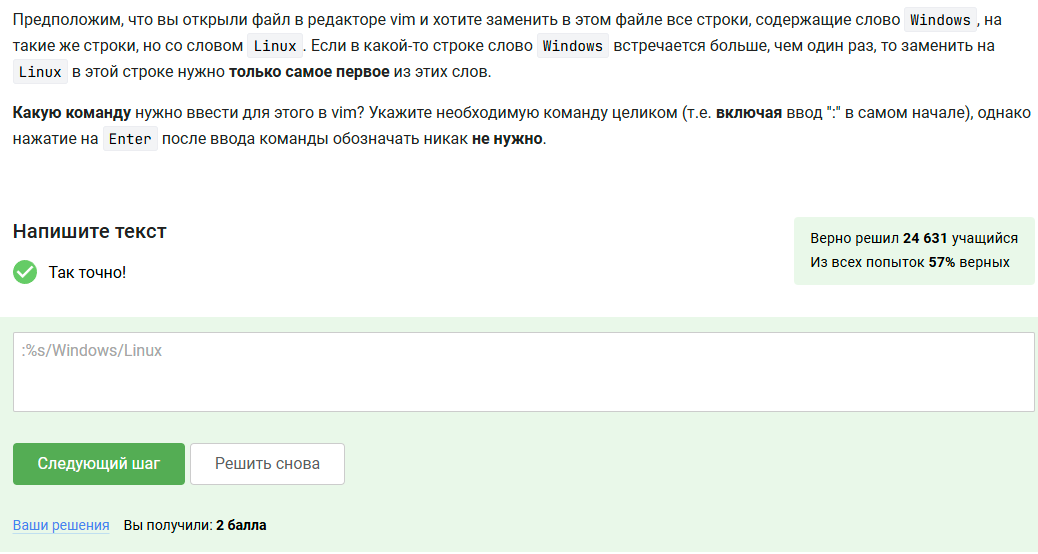 Предположим, что вы открыли файл в редакторе vim и хотите заменить в этом файле все строки, содержащие слово Windows , на
такие же строки, но со словом Linux . Если в какой-то строке слово Windows встречается больше, чем один раз, то заменить на
Linux в этой строке нужно только самое первое из этих слов.
Какую команду нужно ввести для этого в vim? Укажите необходимую команду целиком (т.е. включая ввод ":" в самом начале), однако
нажатие на Enter после ввода команды обозначать никак не нужно.
Напишите текст
Так точно!
Верно решил 24 631 учащийся
Из всех попыток 57% верных
:%s/Windows/Linux
Следующий шаг
Решить снова
Ваши решения Вы получили: 2 балла